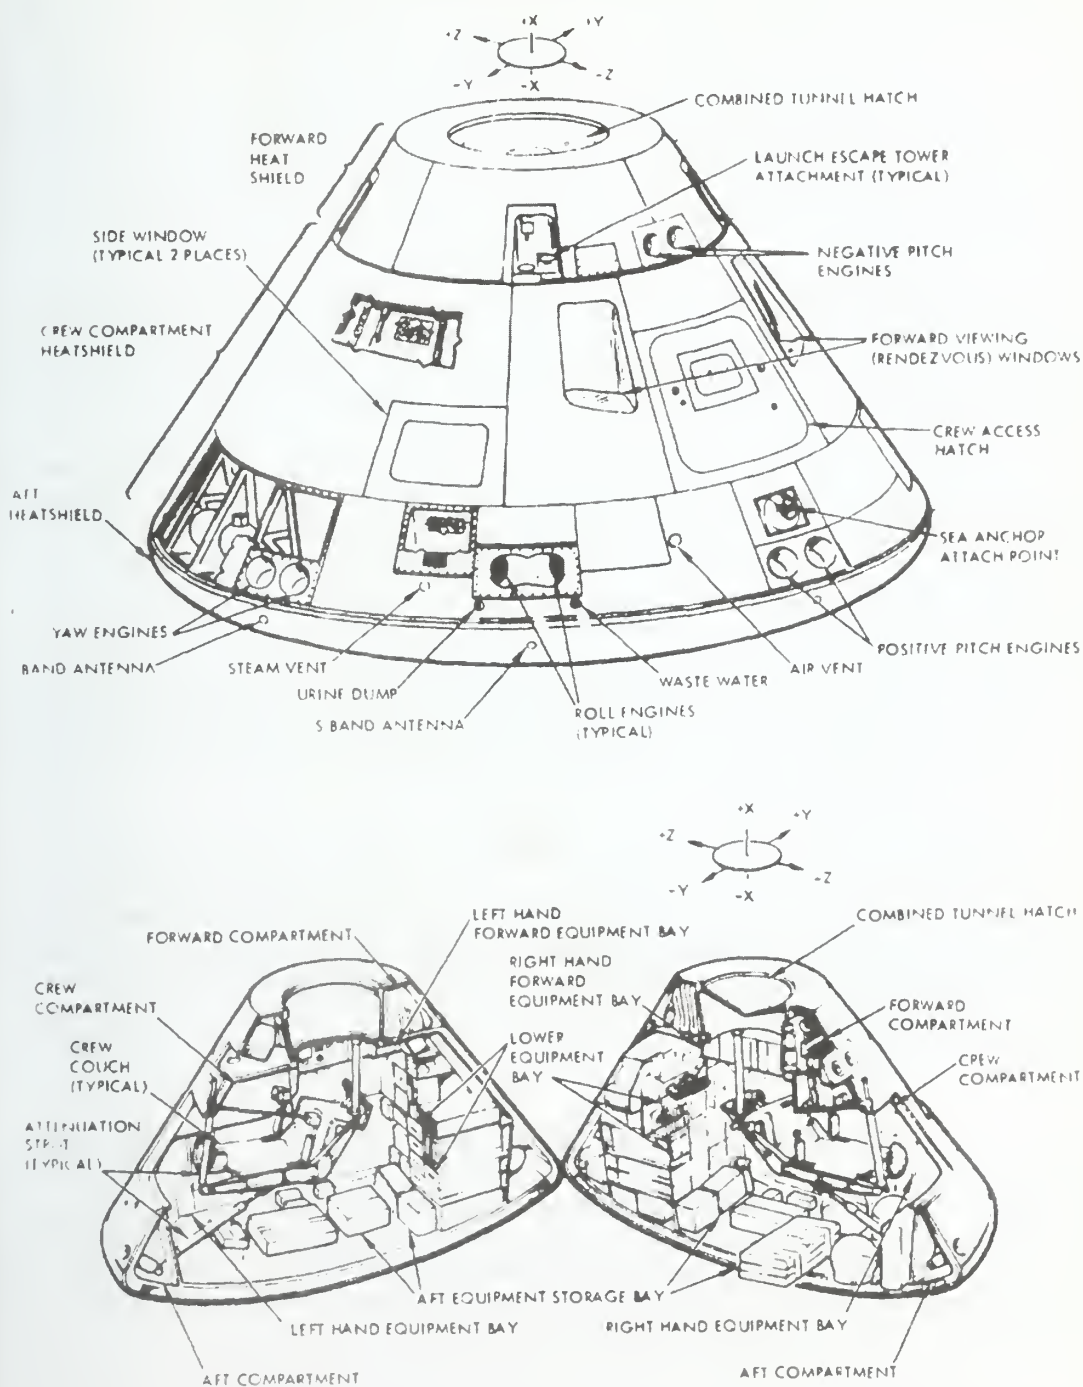 +X
+Y
+Z
-Y
-X
-Z
COMBINED TUNNEL HATCH
FORWARD
HEAT
SHIELD
LAUNCH ESCAPE TOWER
ATTACHMENT (TYPICAL)
SIDE WINDOW
(TYPICAL 2 PLACES)
NEGATIVE PITCH
ENGINES
CREW COMPARTMENT
HEATSHIELD
FORWARD VIEWING
(RENDEZVOUS) WINDOWS
CREW ACCESS
HATCH
AFT
HEATSHIELD
SEA ANCHOR
ATTACH POINT
YAW ENGINES
BAND ANTENNA
STEAM VENT
URINE DUMP
S BAND ANTENNA
ROLL ENGINES
(TYPICAL)
WASTE WATER
AIR VENT
POSITIVE PITCH ENGINES
+X
+Y
+Z
-Y
-X
-Z
LEFT HAND
FORWARD EQUIPMENT BAY
FORWARD COMPARTMENT
COMBINED TUNNEL HATCH
RIGHT HAND
FORWARD
EQUIPMENT BAY
CREW
COMPARTMENT
FORWARD
COMPARTMENT
CREW
COUCH
(TYPICAL)
LOWER
EQUIPMENT
BAY
CREW
COMPARTMENT
ATTENUATION
STRUT
(TYPICAL)
AFT EQUIPMENT STORAGE BAY
LEFT HAND EQUIPMENT BAY
RIGHT HAND EQUIPMENT BAY
AFT COMPARTMENT
AFT COMPARTMENT